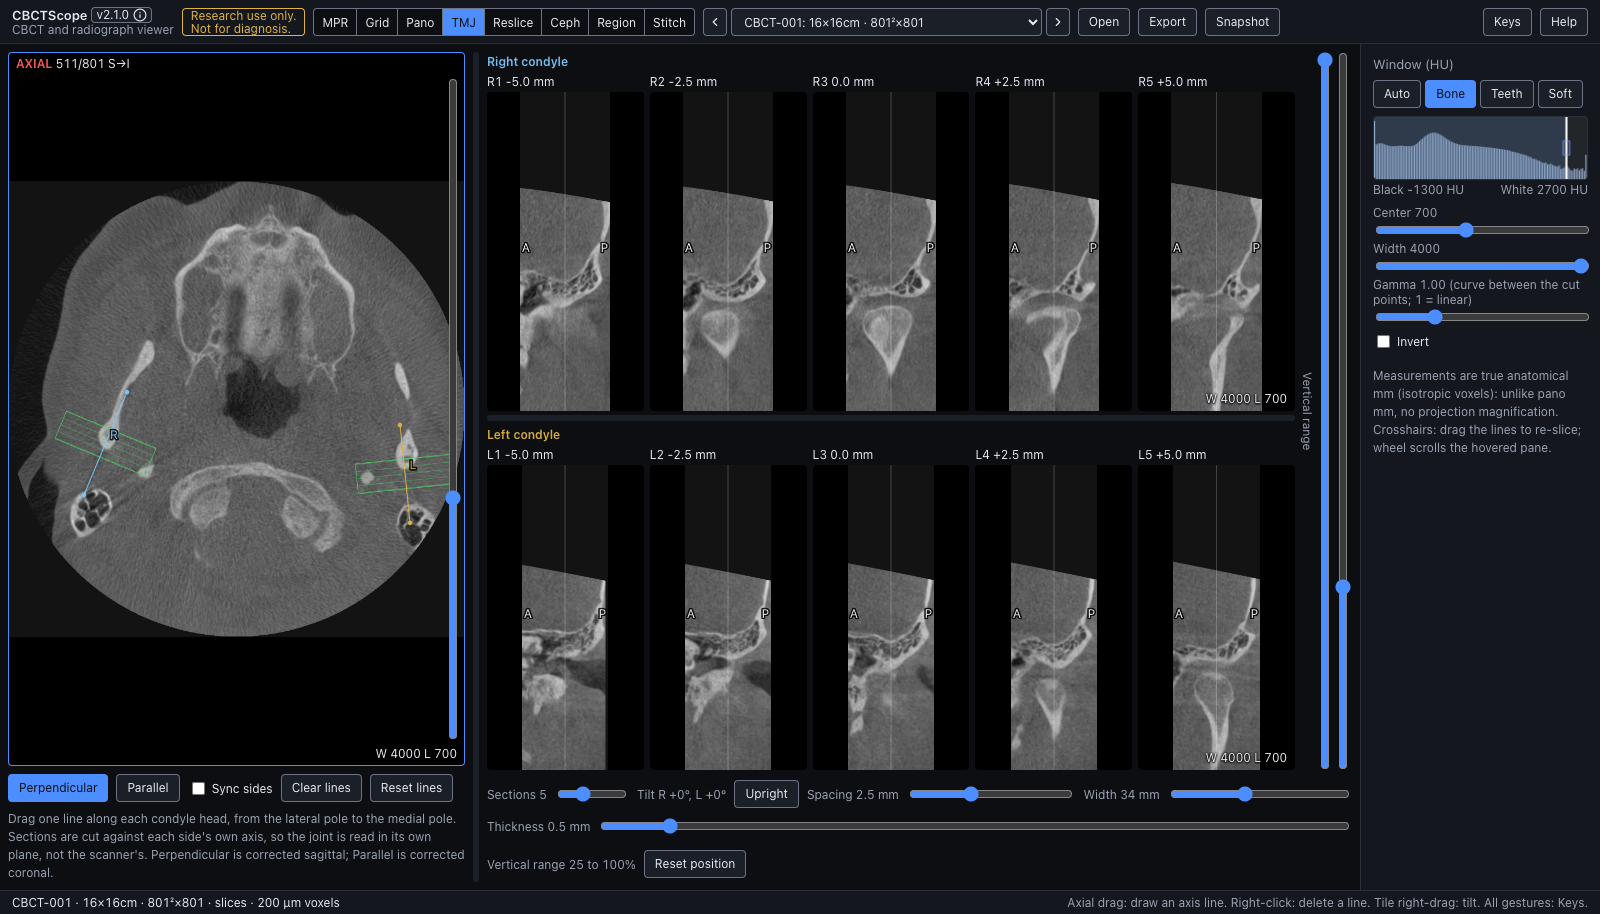 CBCTScope v2.1.0
CBCT and radiograph viewer
Research use only.
Not for diagnosis.
MPR Grid Pano TMJ Reslice Ceph Region Stitch
CBCT-001: 16×16cm · 801²×801
Open Export Snapshot Keys Help
AXIAL 511/801 S→I
R
L
W 4000 L 700
Perpendicular Parallel Sync sides Clear lines Reset lines
Drag one line along each condyle head, from the lateral pole to the medial pole.
Sections are cut against each side's own axis, so the joint is read in its own
plane, not the scanner's. Perpendicular is corrected sagittal; Parallel is corrected
coronal.
Right condyle
R1 -5.0 mm R2 -2.5 mm R3 0.0 mm R4 +2.5 mm R5 +5.0 mm
A P A P A P A P A P
W 4000 L 700
Left condyle
L1 -5.0 mm L2 -2.5 mm L3 0.0 mm L4 +2.5 mm L5 +5.0 mm
A P A P A P A P A P
W 4000 L 700
Vertical range
Sections 5 Tilt R +0°, L +0° Upright Spacing 2.5 mm Width 34 mm
Thickness 0.5 mm
Vertical range 25 to 100% Reset position
Window (HU)
Auto Bone Teeth Soft
Black -1300 HU White 2700 HU
Center 700
Width 4000
Gamma 1.00 (curve between the cut
points; 1 = linear)
Invert
Measurements are true anatomical
mm (isotropic voxels): unlike pano
mm, no projection magnification.
Crosshairs: drag the lines to re-slice;
wheel scrolls the hovered pane.
CBCT-001 · 16×16cm · 801²×801 · slices · 200 µm voxels
Axial drag: draw an axis line. Right-click: delete a line. Tile right-drag: tilt. All gestures: Keys.